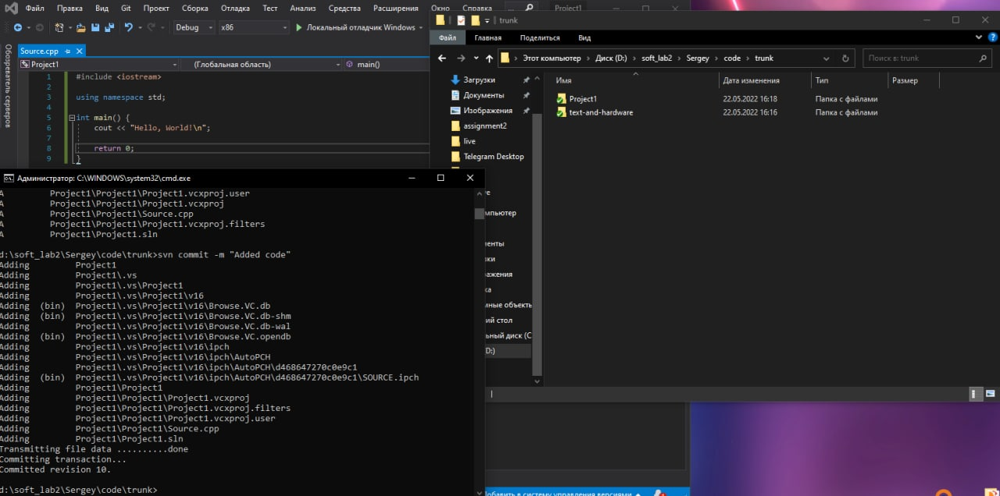 Файл Правка Вид Git Проект Сборка Отладка Тест Анализ Средства Расширения Окно Справка ... Project1
Debug x86 Локальный отладчик Windows
Обозреватель серверов
Source.cpp
Project1 (Глобальная область) main()
1 #include <iostream>
2
3 using namespace std;
4
5 int main() {
6 cout << "Hello, World!\n";
7
8 return 0;
9 }
trunk
Файл Главная Поделиться Вид
Этот компьютер > Диск (D:) > soft_lab2 > Sergey > code > trunk
Поиск в: trunk
Загрузки
Документы
Изображения
assignment2
live
Telegram Desktop
Имя Дата изменения Тип Размер
Project1 22.05.2022 16:18 Папка с файлами
text-and-hardware 22.05.2022 16:16 Папка с файлами
мпьютер
енты
ки
ражения
ка
мные объекты
ий стол
ьный диск (C
D:)
Администратор: C:\WINDOWS\system32\cmd.exe
A Project1\Project1\Project1.vcxproj.user
A Project1\Project1\Project1.vcxproj
A Project1\Project1\Source.cpp
A Project1\Project1\Project1.vcxproj.filters
A Project1\Project1.sln
d:\soft_lab2\Sergey\code\trunk>svn commit -m "Added code"
Adding Project1
Adding Project1\.vs
Adding Project1\.vs\Project1
Adding Project1\.vs\Project1\v16
Adding (bin) Project1\.vs\Project1\v16\Browse.VC.db
Adding (bin) Project1\.vs\Project1\v16\Browse.VC.db-shm
Adding Project1\.vs\Project1\v16\Browse.VC.db-wal
Adding (bin) Project1\.vs\Project1\v16\Browse.VC.opendb
Adding Project1\.vs\Project1\v16\ipch
Adding Project1\.vs\Project1\v16\ipch\AutoPCH
Adding Project1\.vs\Project1\v16\ipch\AutoPCH\d468647270c0e9c1
Adding (bin) Project1\.vs\Project1\v16\ipch\AutoPCH\d468647270c0e9c1\SOURCE.ipch
Adding Project1\Project1
Adding Project1\Project1\Project1.vcxproj
Adding Project1\Project1\Project1.vcxproj.filters
Adding Project1\Project1\Project1.vcxproj.user
Adding Project1\Project1\Source.cpp
Adding Project1\Project1.sln
Transmitting file data ..........done
Committing transaction...
Committed revision 10.
d:\soft_lab2\Sergey\code\trunk>
обавить в систему управления версиями